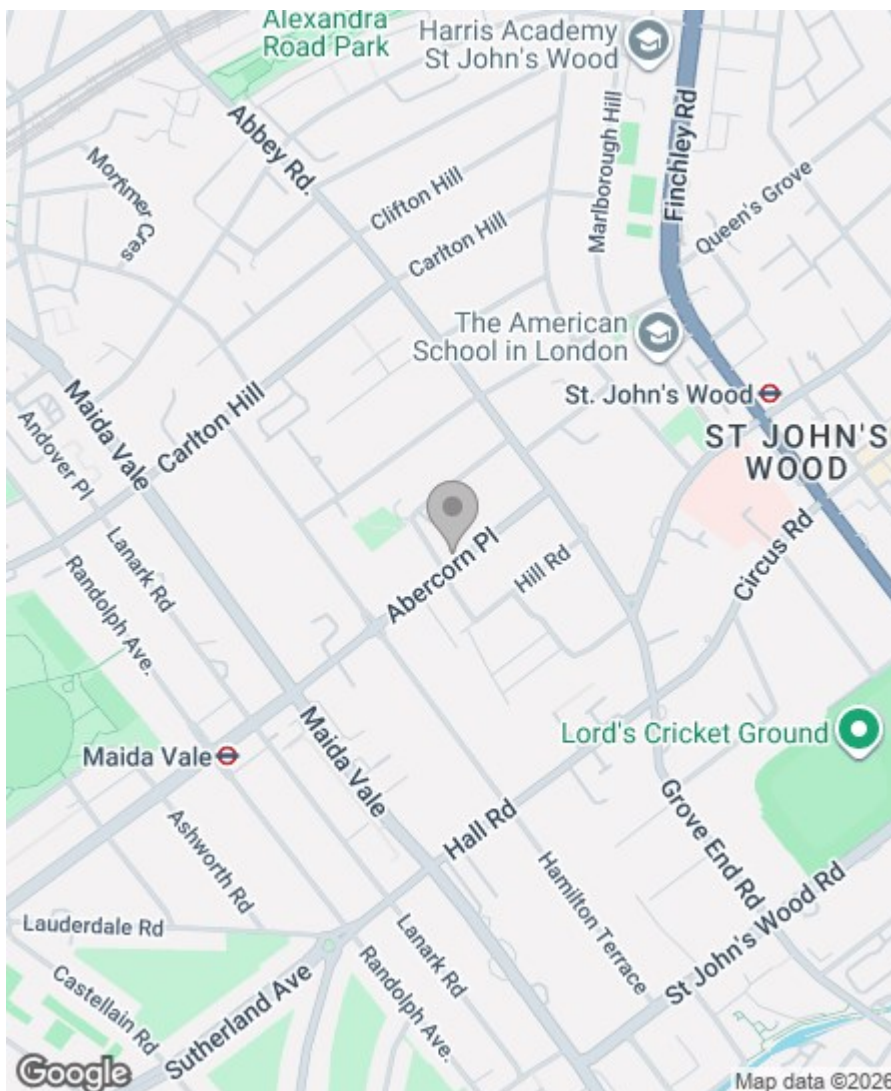 Alexandra
Road Park
Harris Academy
St John's Wood
Abbey Rd.
Marlborough Hill
Finchley Rd
Mortimer Cres
Clifton Hill
Queen's Grove
Carlton Hill
The American
School in London
Maida Vale
Carlton Hill
St. John's Wood
Andover Pl
ST JOHN'S
WOOD
Lanark Rd
Abercorn Pl
Hill Rd
Circus Rd
Randolph Ave.
Maida Vale
Maida Vale
Lord's Cricket Ground
Hall Rd
Ashworth Rd
Grove End Rd
Hamilton Terrace
Lauderdale Rd
Lanark Rd
St John's Wood Rd
Castellain Rd
Sutherland Ave
Randolph Ave.
Google
Map data ©2026